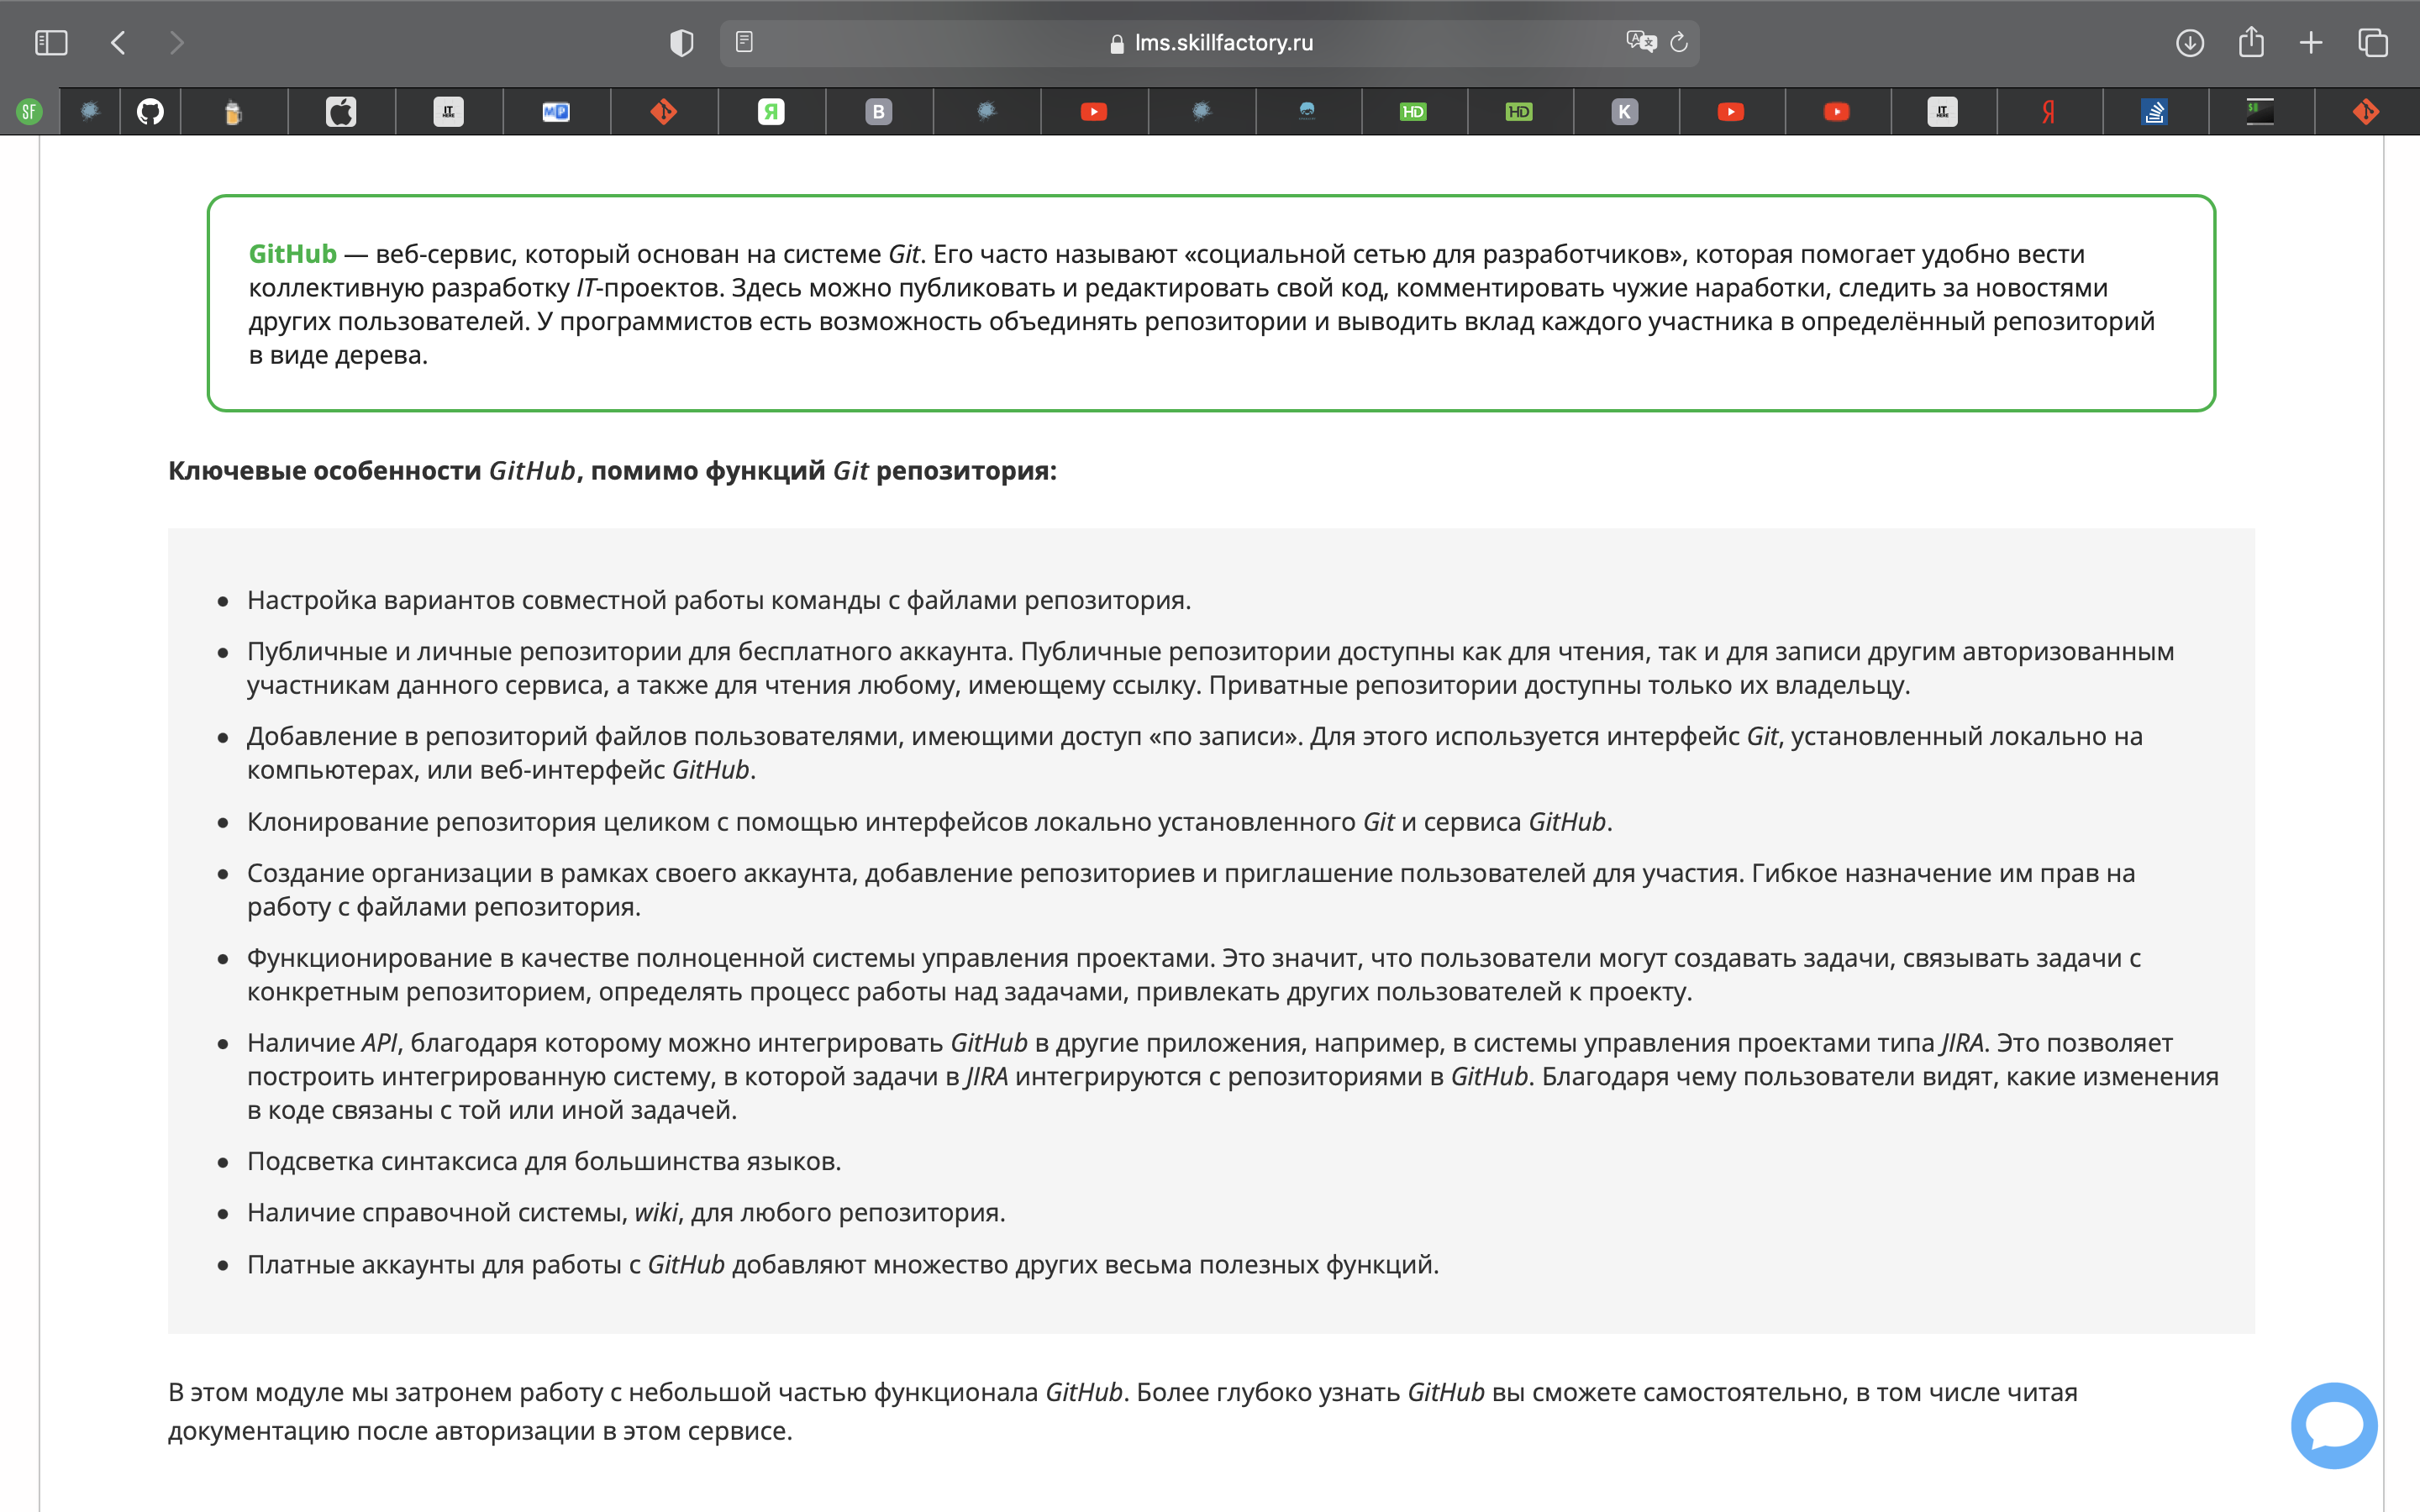 lms.skillfactory.ru
SF
IT
HERE
MP
Я
B
HD
HD
K
IT
HERE
Я
$
GitHub — веб-сервис, который основан на системе Git. Его часто называют «социальной сетью для разработчиков», которая помогает удобно вести
коллективную разработку IT-проектов. Здесь можно публиковать и редактировать свой код, комментировать чужие наработки, следить за новостями
других пользователей. У программистов есть возможность объединять репозитории и выводить вклад каждого участника в определённый репозиторий
в виде дерева.
Ключевые особенности GitHub, помимо функций Git репозитория:
• Настройка вариантов совместной работы команды с файлами репозитория.
• Публичные и личные репозитории для бесплатного аккаунта. Публичные репозитории доступны как для чтения, так и для записи другим авторизованным
участникам данного сервиса, а также для чтения любому, имеющему ссылку. Приватные репозитории доступны только их владельцу.
• Добавление в репозиторий файлов пользователями, имеющими доступ «по записи». Для этого используется интерфейс Git, установленный локально на
компьютерах, или веб-интерфейс GitHub.
• Клонирование репозитория целиком с помощью интерфейсов локально установленного Git и сервиса GitHub.
• Создание организации в рамках своего аккаунта, добавление репозиториев и приглашение пользователей для участия. Гибкое назначение им прав на
работу с файлами репозитория.
• Функционирование в качестве полноценной системы управления проектами. Это значит, что пользователи могут создавать задачи, связывать задачи с
конкретным репозиторием, определять процесс работы над задачами, привлекать других пользователей к проекту.
• Наличие API, благодаря которому можно интегрировать GitHub в другие приложения, например, в системы управления проектами типа JIRA. Это позволяет
построить интегрированную систему, в которой задачи в JIRA интегрируются с репозиториями в GitHub. Благодаря чему пользователи видят, какие изменения
в коде связаны с той или иной задачей.
• Подсветка синтаксиса для большинства языков.
• Наличие справочной системы, wiki, для любого репозитория.
• Платные аккаунты для работы с GitHub добавляют множество других весьма полезных функций.
В этом модуле мы затронем работу с небольшой частью функционала GitHub. Более глубоко узнать GitHub вы сможете самостоятельно, в том числе читая
документацию после авторизации в этом сервисе.